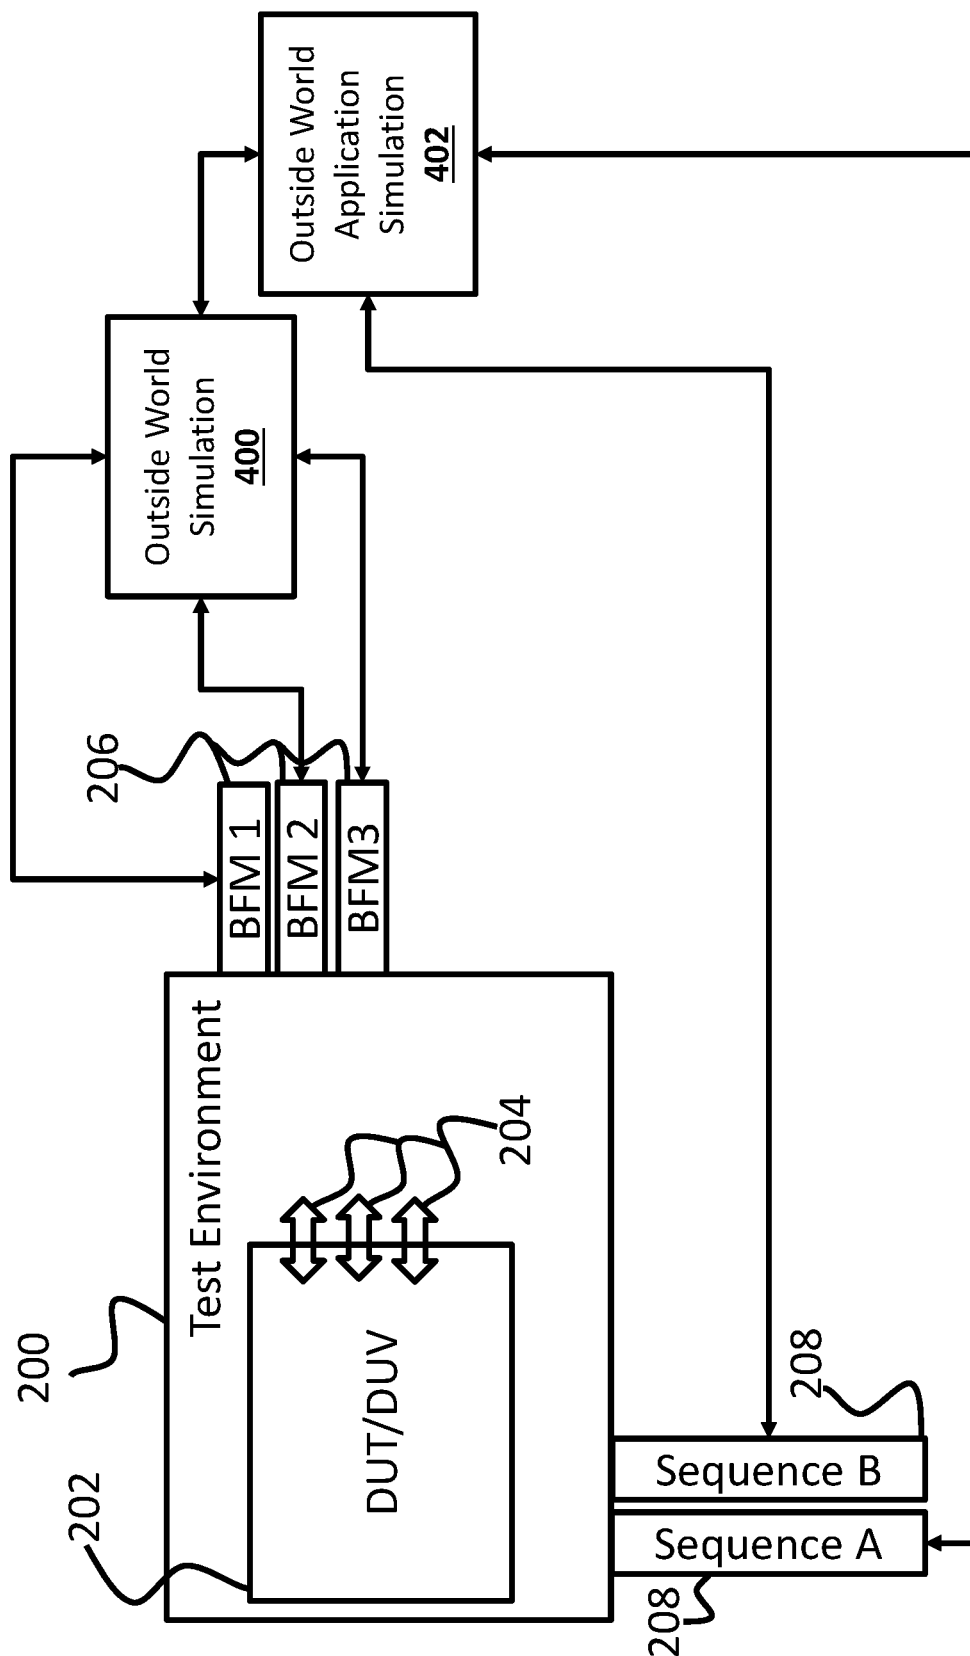 Outside World
Application
Simulation
402
Outside World
Simulation
400
206
BFM 1
BFM 2
BFM3
Test Environment
204
200
DUT/DUV
202
208
Sequence B
Sequence A
208